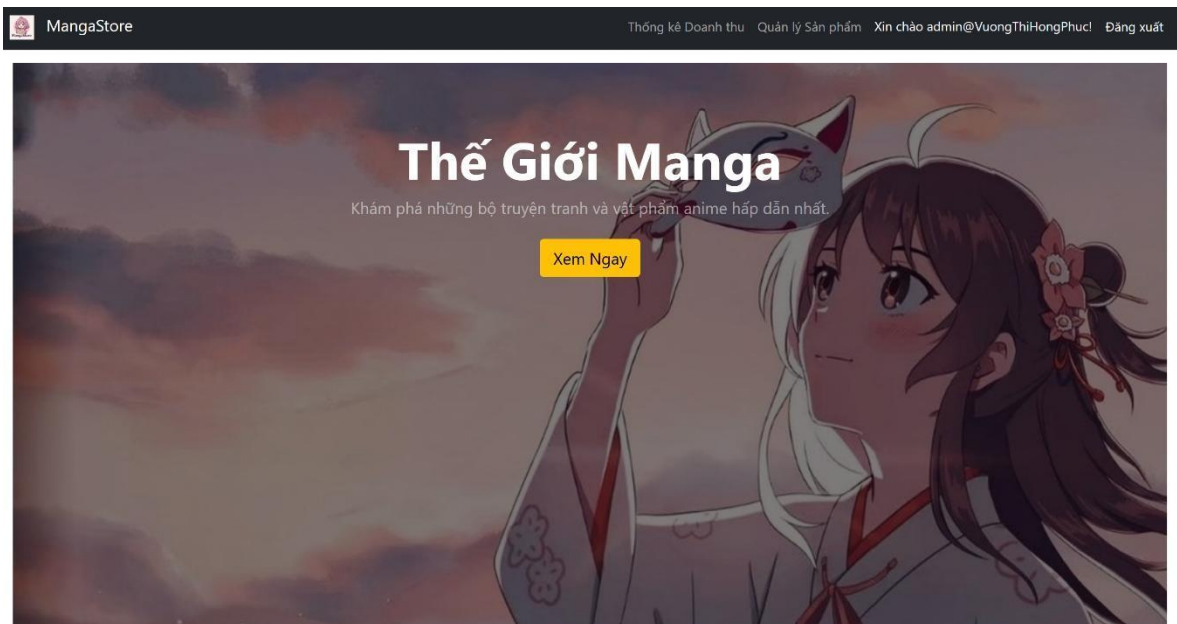 MangaStore
Thống kê Doanh thu Quản lý Sản phẩm Xin chào admin@VuongThiHongPhuc! Đăng xuất
Thế Giới Manga
Khám phá những bộ truyện tranh và vật phẩm anime hấp dẫn nhất.
Xem Ngay